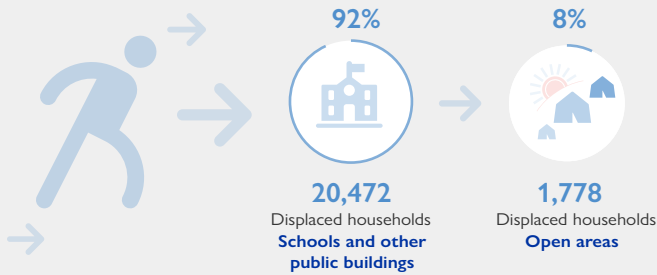 92%
20,472
Displaced households
Schools and other
public buildings
8%
1,778
Displaced households
Open areas